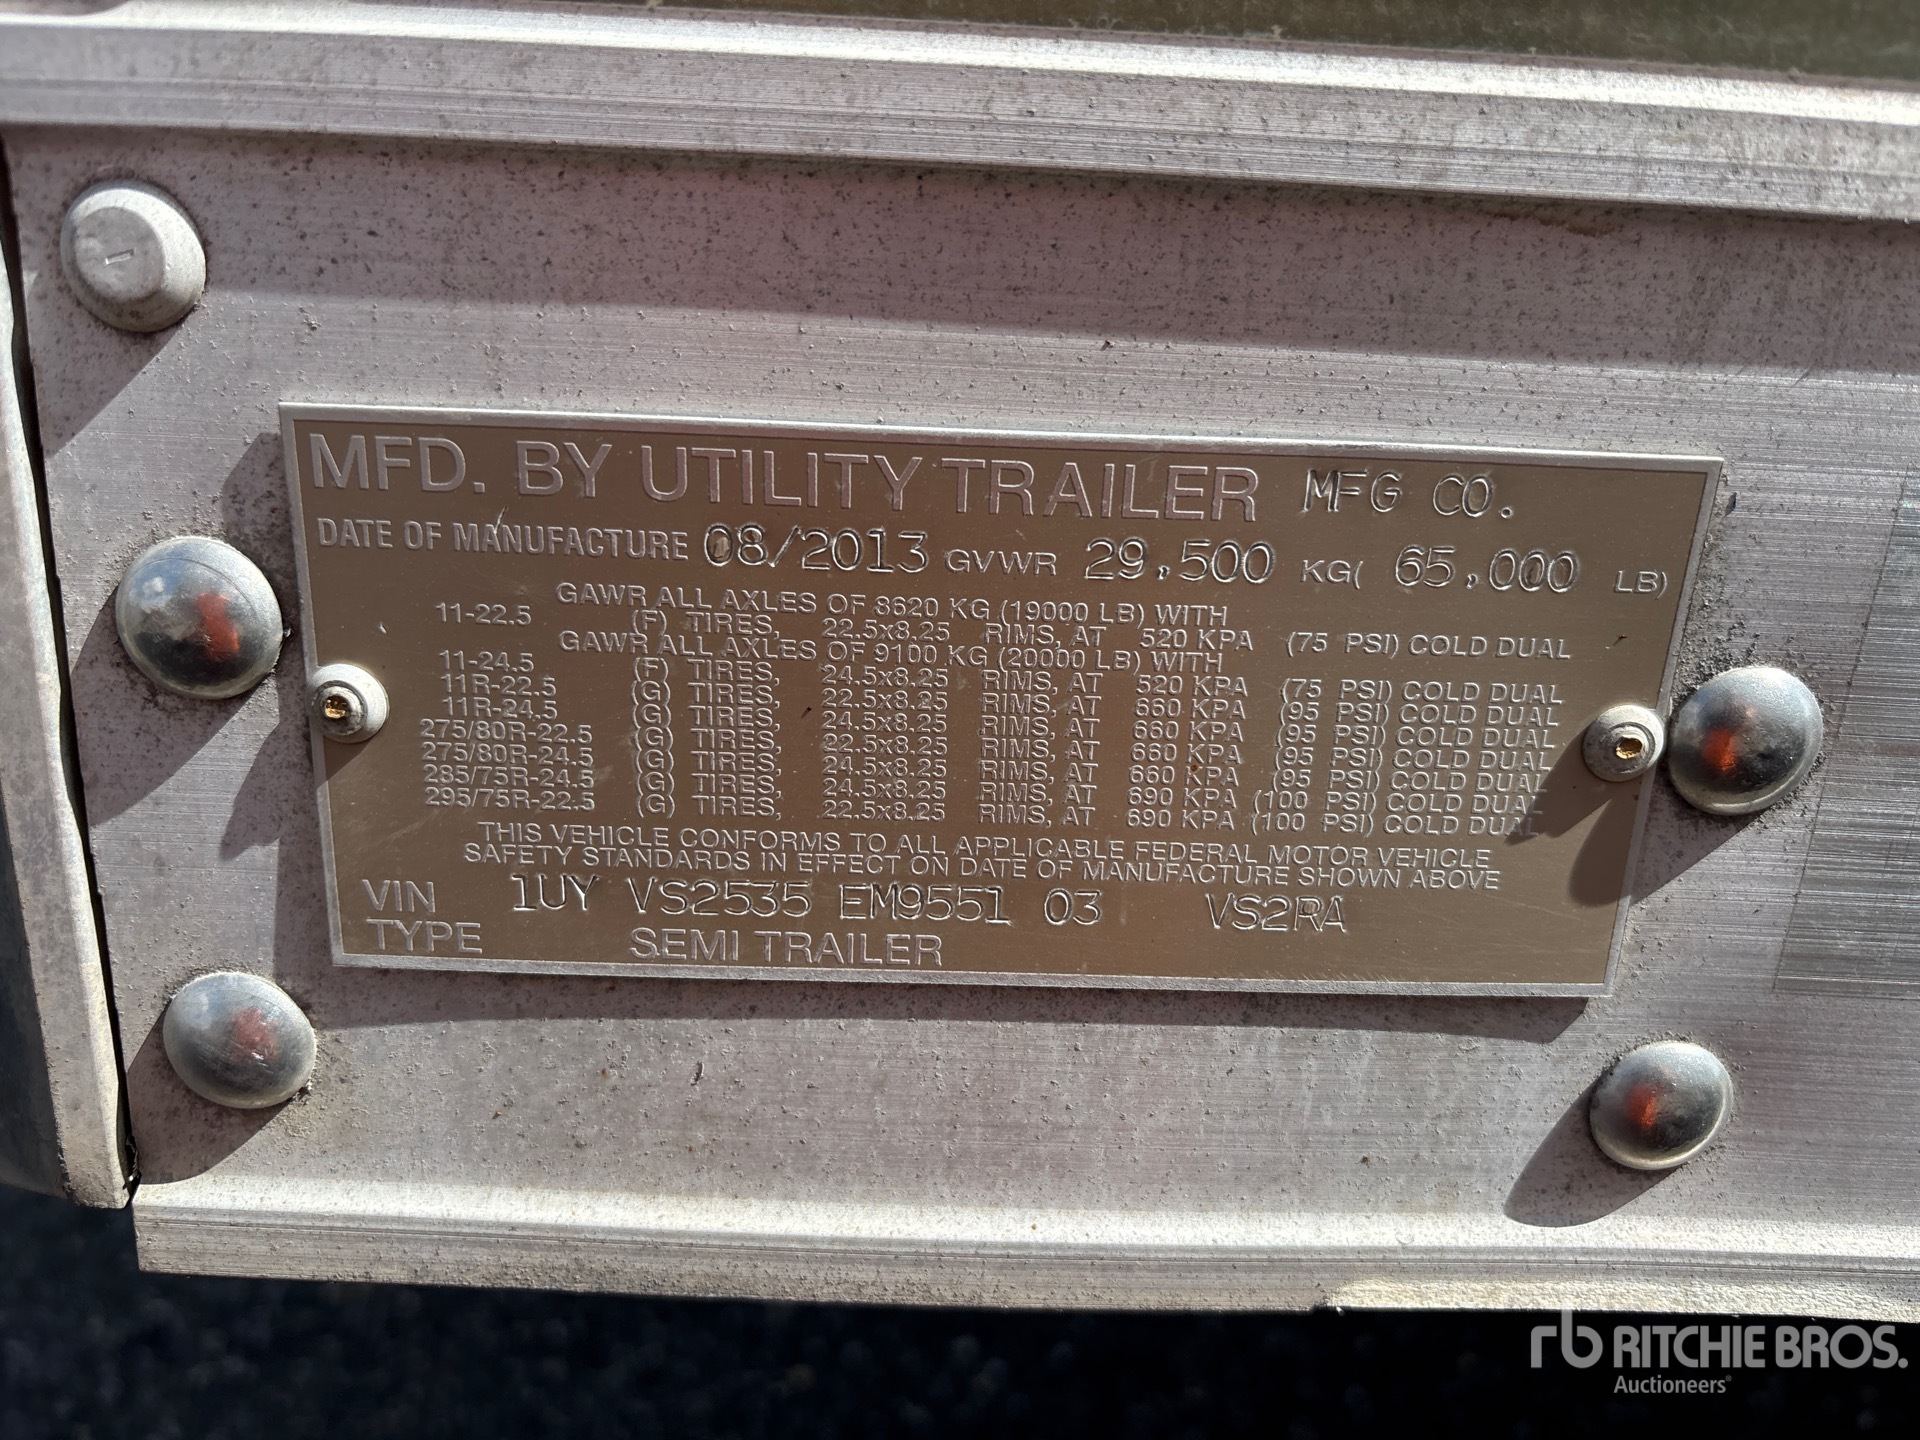 MFD. BY UTILITY TRAILER MFG CO.
DATE OF MANUFACTURE 08/2013 GVWR 29,500 KG( 65,000 LB)
GAWR ALL AXLES OF 8620 KG (19000 LB) WITH
11-22.5 (F) TIRES, 22.5x8.25 RIMS, AT 520 KPA (75 PSI) COLD DUAL
GAWR ALL AXLES OF 9100 KG (20000 LB) WITH
11-24.5 (F) TIRES, 24.5x8.25 RIMS, AT 520 KPA (75 PSI) COLD DUAL
11R-22.5 (G) TIRES, 22.5x8.25 RIMS, AT 660 KPA (95 PSI) COLD DUAL
11R-24.5 (G) TIRES, 24.5x8.25 RIMS, AT 660 KPA (95 PSI) COLD DUAL
275/80R-22.5 (G) TIRES, 22.5x8.25 RIMS, AT 660 KPA (95 PSI) COLD DUAL
275/80R-24.5 (G) TIRES, 24.5x8.25 RIMS, AT 660 KPA (95 PSI) COLD DUAL
285/75R-24.5 (G) TIRES, 24.5x8.25 RIMS, AT 690 KPA (100 PSI) COLD DUAL
295/75R-22.5 (G) TIRES, 22.5x8.25 RIMS, AT 690 KPA (100 PSI) COLD DUAL
THIS VEHICLE CONFORMS TO ALL APPLICABLE FEDERAL MOTOR VEHICLE
SAFETY STANDARDS IN EFFECT ON DATE OF MANUFACTURE SHOWN ABOVE
VIN 1UY VS2535 EM9551 03 VS2RA
TYPE SEMI TRAILER
rb RITCHIE BROS.
Auctioneers